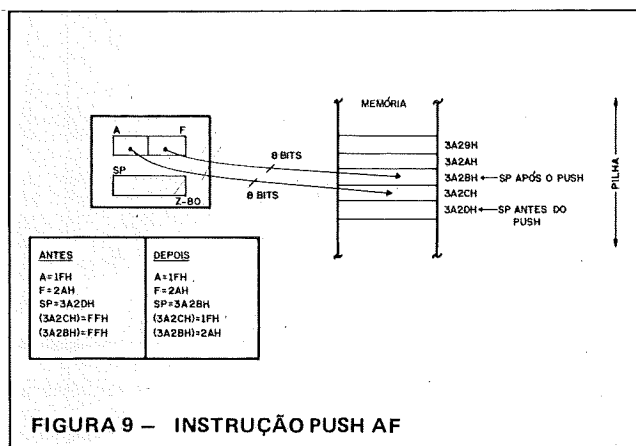 MEMÓRIA
A F
SP
Z-80
8 BITS
8 BITS
3A29H
3A2AH
3A2BH ← SP APÓS O PUSH
3A2CH
3A2DH ← SP ANTES DO
PUSH
PILHA
ANTES
A=1FH
F=2AH
SP=3A2DH
(3A2CH)=FFH
(3A2BH)=FFH
DEPOIS
A=1FH
F=2AH
SP=3A2BH
(3A2CH)=1FH
(3A2BH)=2AH
FIGURA 9 – INSTRUÇÃO PUSH AF